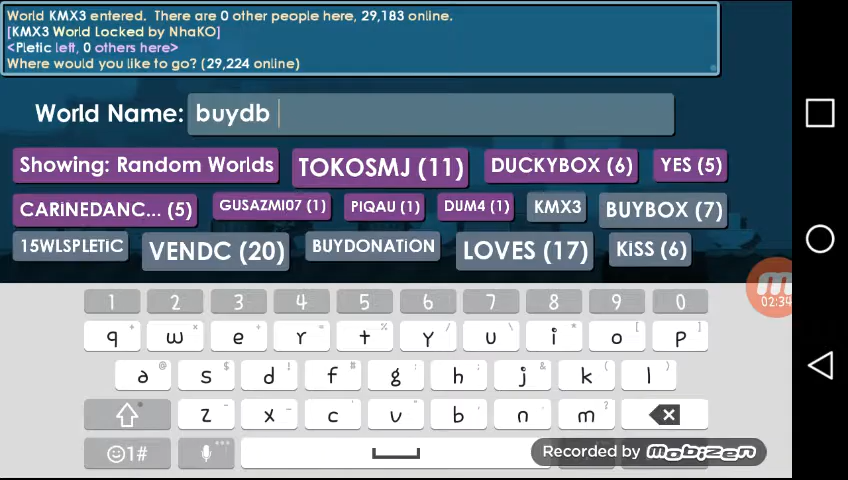 World KMX3 entered. There are 0 other people here, 29,183 online.
[KMX3 World Locked by NhaKO]
<Pletic left, 0 others here>
Where would you like to go? (29,224 online)
World Name: buydb
Showing: Random Worlds TOKOSMJ (11) DUCKYBOX (6) YES (5)
CARiNEDANC... (5) GUSAZMI07 (1) PIQAU (1) DUM4 (1) KMX3 BUYBOX (7)
15WLSPLETiC VENDC (20) BUYDONATiON LOVES (17) KiSS (6)
02:34
1 2 3 4 5 6 7 8 9 0
q w e r t y u i o p
a s d f g h j k l
z x c v b n m
1#
Recorded by Mobizen